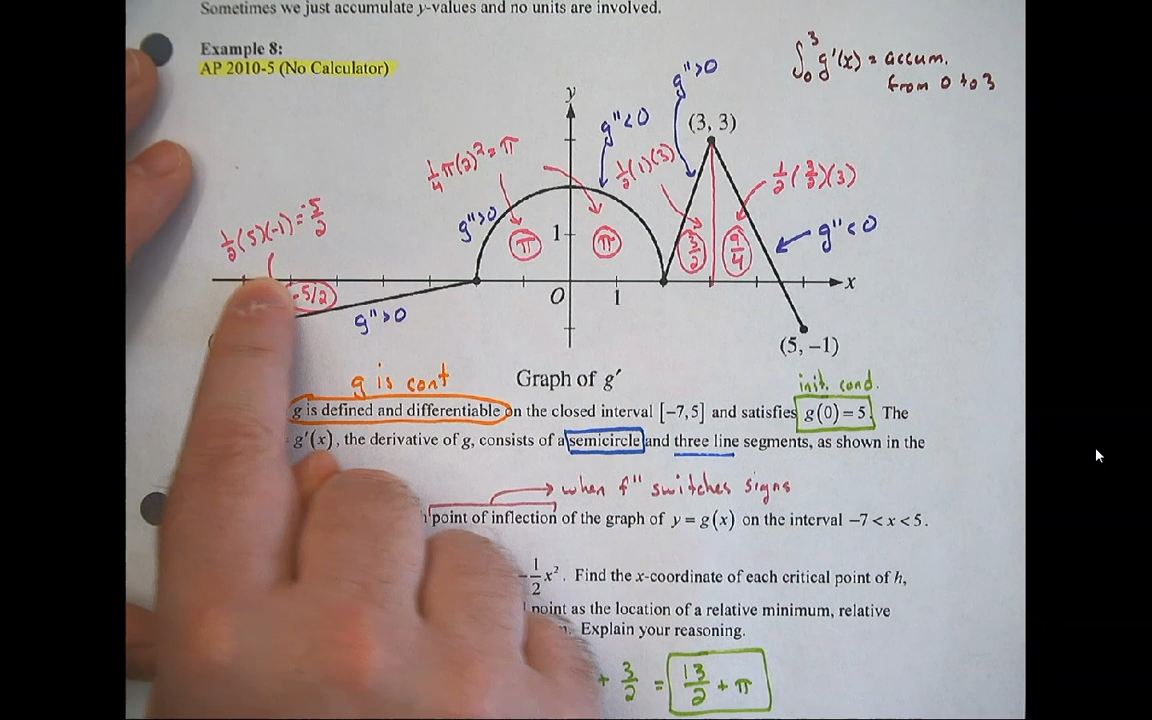 Sometimes we just accumulate y-values and no units are involved.
Example 8:
AP 2010-5 (No Calculator)
∫₀³ g'(x) = accum.
from 0 to 3
y
g''>0
g''<0
(3, 3)
¼π(2)²=π
½(1)(3)
½(3/2)(3)
½(5)(-1)=-5/2
g''>0
π
π
1
3/2
9/4
g''<0
x
-5/2
O
1
g''>0
(5, −1)
g is cont
Graph of g′
init. cond.
g is defined and differentiable on the closed interval [−7,5] and satisfies g(0) = 5. The
g′(x), the derivative of g, consists of a semicircle and three line segments, as shown in the
when f" switches signs
point of inflection of the graph of y = g(x) on the interval −7 < x < 5.
½x². Find the x-coordinate of each critical point of h,
point as the location of a relative minimum, relative
Explain your reasoning.
+ 3/2 = 13/2 + π